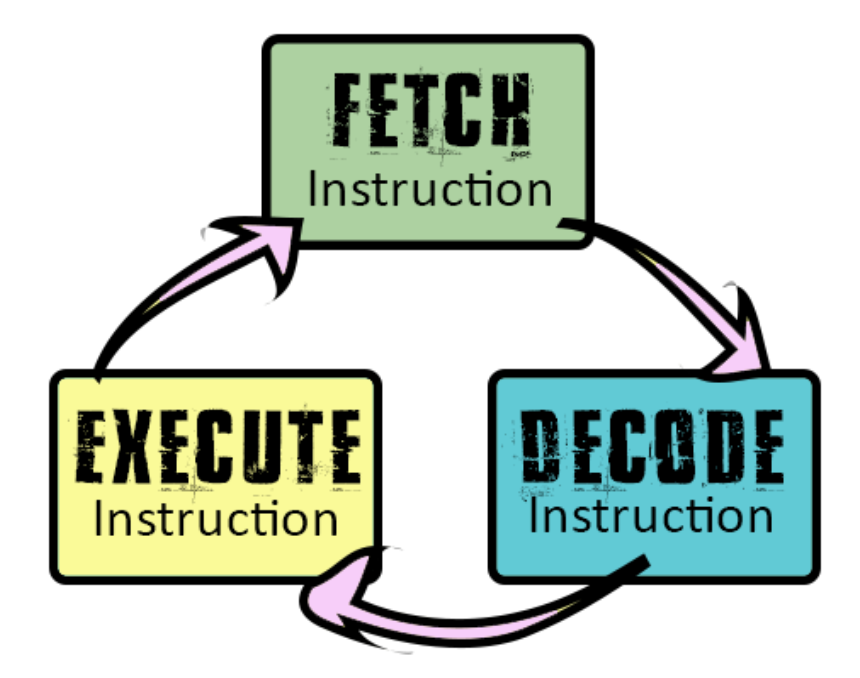 FETCH
Instruction
EXECUTE
Instruction
DECODE
Instruction